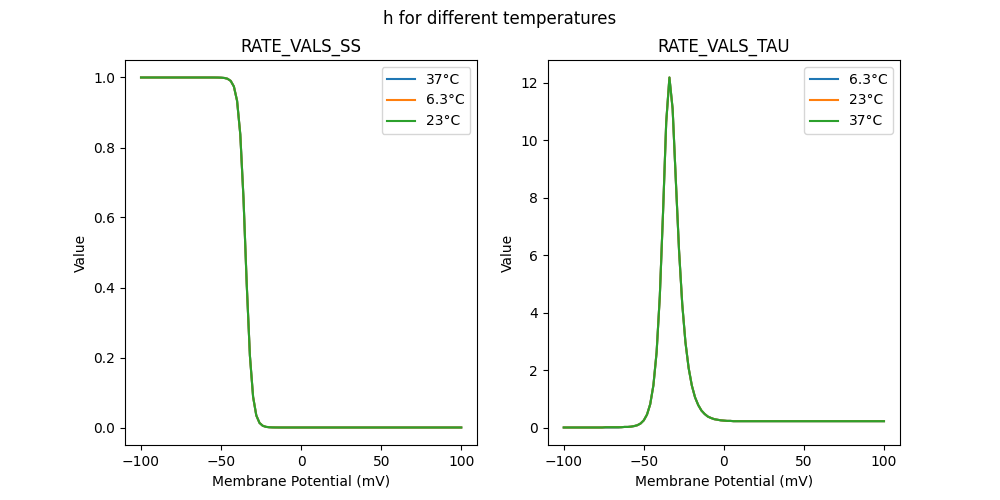 h for different temperatures
RATE_VALS_SS
RATE_VALS_TAU
1.0
0.8
0.6
0.4
0.2
0.0
Value
37°C
6.3°C
23°C
−100
−50
0
50
100
Membrane Potential (mV)
12
10
8
6
4
2
0
Value
6.3°C
23°C
37°C
−100
−50
0
50
100
Membrane Potential (mV)